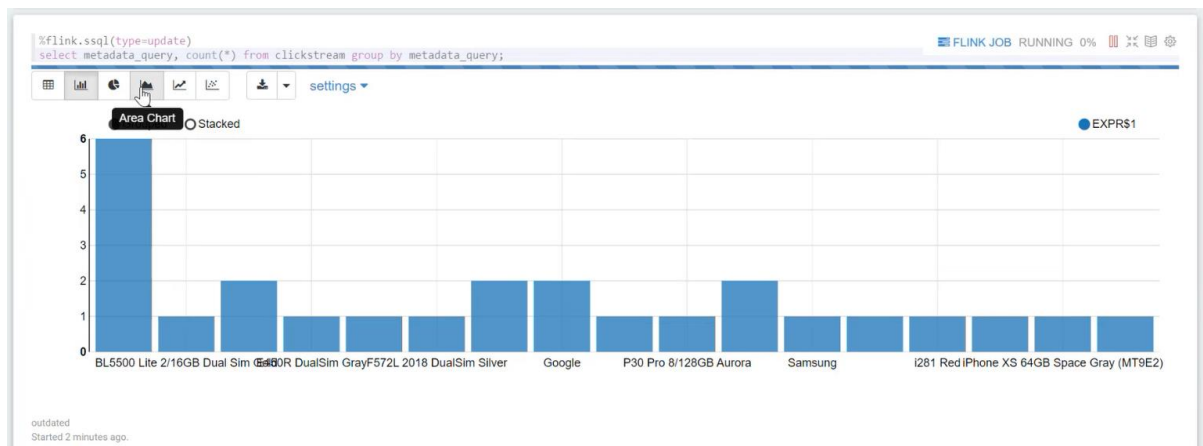 %flink.ssql(type=update)
FLINK JOB RUNNING 0%
select metadata_query, count(*) from clickstream group by metadata_query;
settings
Area Chart
Stacked
EXPR$1
6
5
4
3
2
1
0
BL5500 Lite 2/16GB Dual Sim
DualSim Gray
F572L 2018 DualSim Silver
Google
P30 Pro 8/128GB Aurora
Samsung
i281 Red
iPhone XS 64GB Space Gray (MT9E2)
outdated
Started 2 minutes ago.